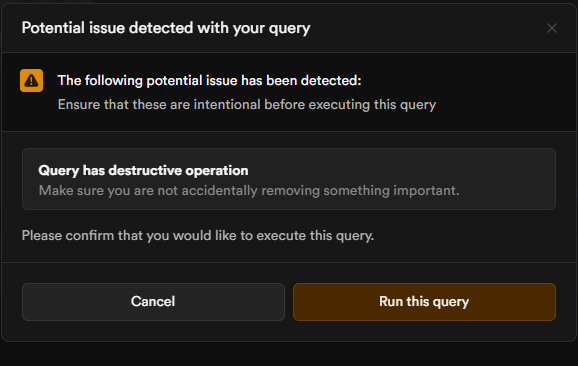 Potential issue detected with your query
The following potential issue has been detected:
Ensure that these are intentional before executing this query
Query has destructive operation
Make sure you are not accidentally removing something important.
Please confirm that you would like to execute this query.
Cancel
Run this query